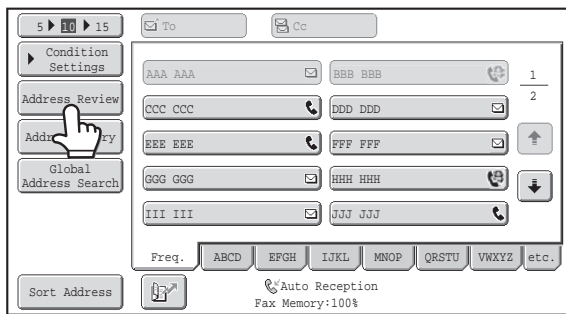 5 10 15
To
Cc
Condition
Settings
Address Review
Global
Address Search
Sort Address
AAA AAA
BBB BBB
CCC CCC
DDD DDD
EEE EEE
FFF FFF
GGG GGG
HHH HHH
III III
JJJ JJJ
1
2
Freq. ABCD EFGH IJKL MNOP QRSTU VWXYZ etc.
Auto Reception
Fax Memory:100%